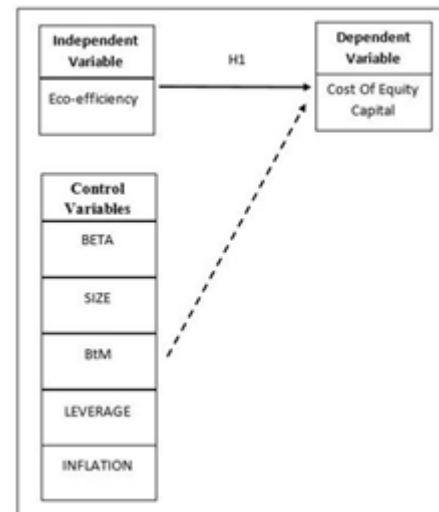 Independent
Variable
Eco-efficiency
H1
Dependent
Variable
Cost Of Equity
Capital
Control
Variables
BETA
SIZE
BtM
LEVERAGE
INFLATION